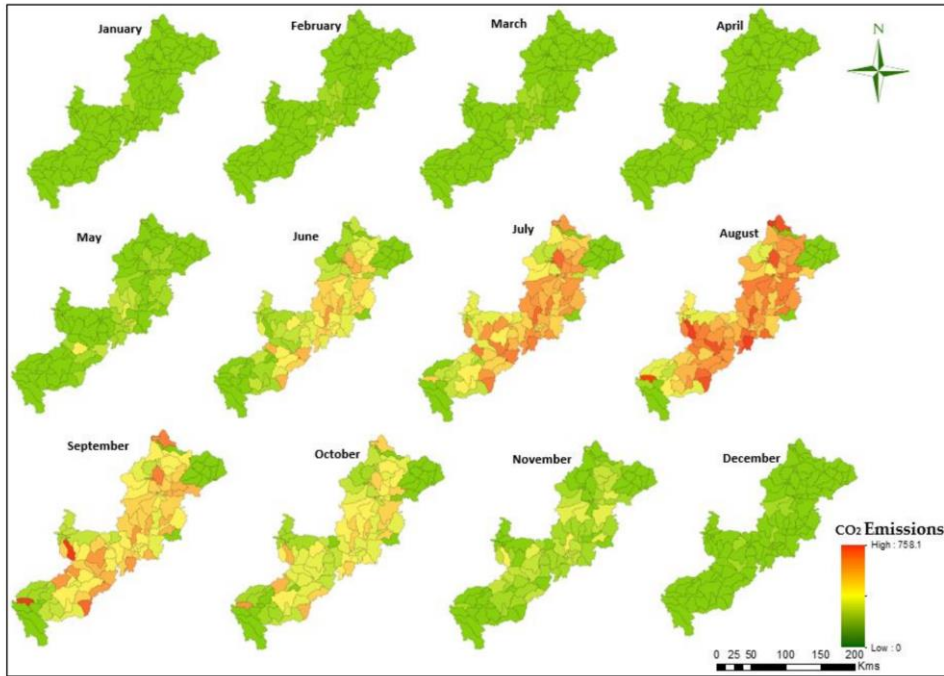 January
February
March
April
N
May
June
July
August
September
October
November
December
CO₂ Emissions
High : 758.1
Low : 0
0 25 50 100 150 200
Kms